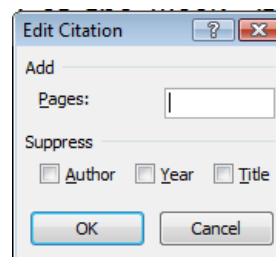 Edit Citation
Add
Pages:
Suppress
Author Year Title
OK Cancel